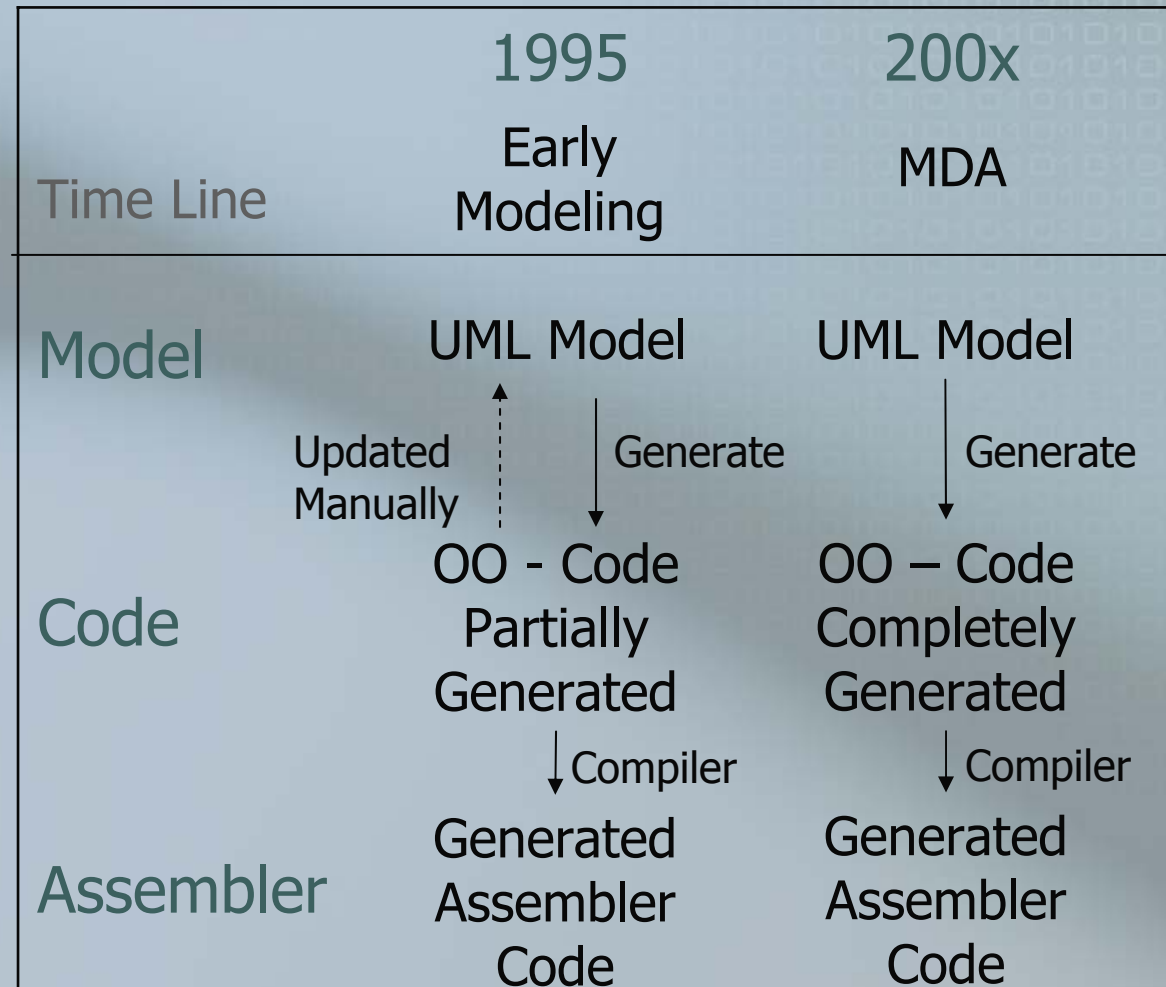 1995 200x
Early
Modeling
MDA
Time Line
Model
UML Model UML Model
Updated
Manually
Generate Generate
Code
OO - Code
Partially
Generated
OO – Code
Completely
Generated
Compiler Compiler
Assembler
Generated
Assembler
Code
Generated
Assembler
Code